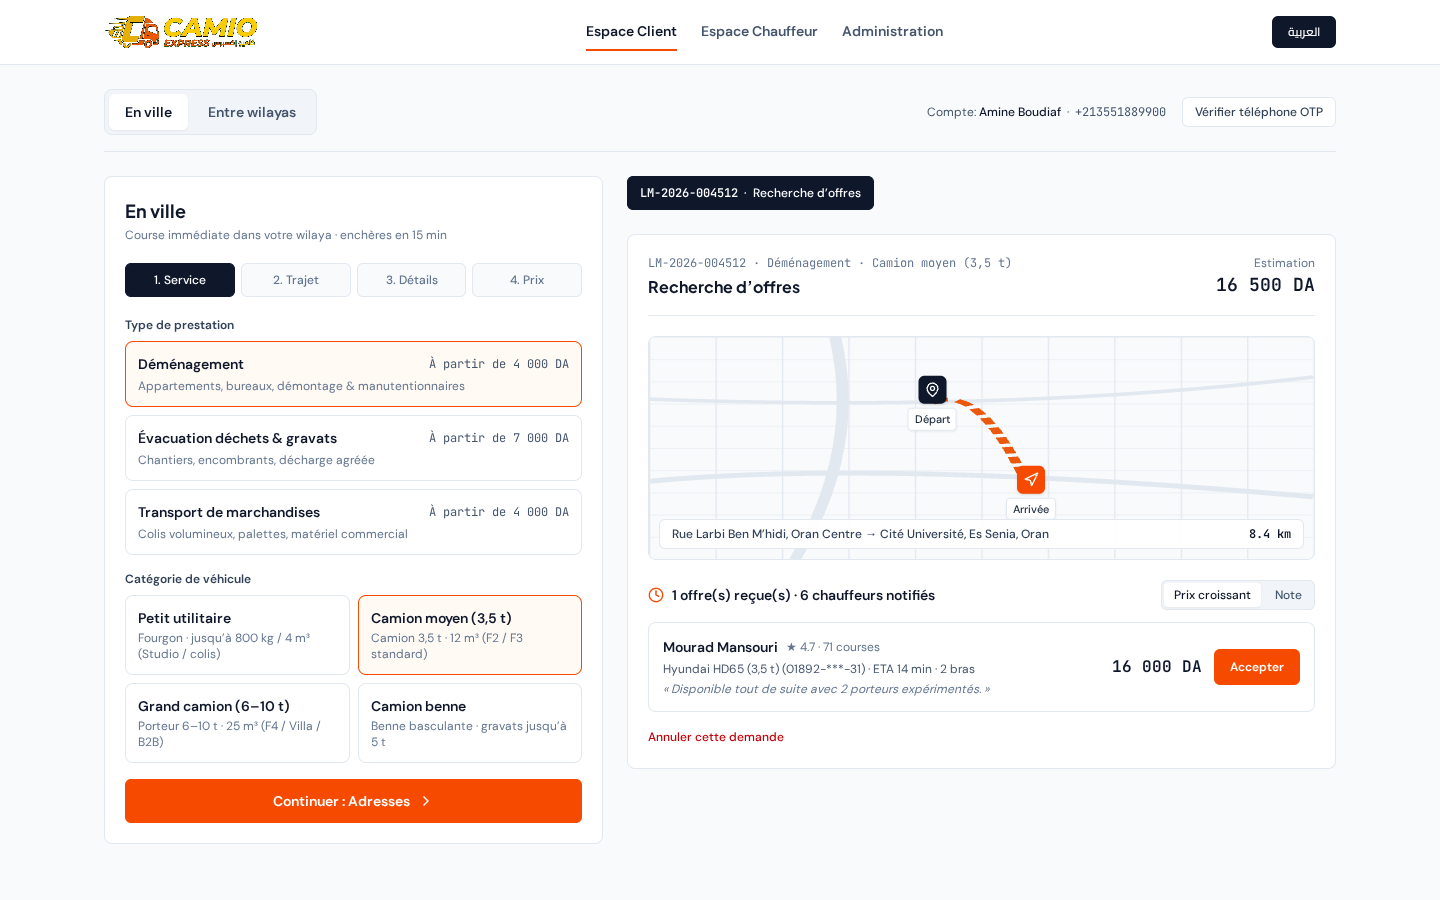 CAMIO
EXPRESS
Espace Client
Espace Chauffeur
Administration
العربية
En ville
Entre wilayas
Compte: Amine Boudiaf · +213551889900
Vérifier téléphone OTP
En ville
Course immédiate dans votre wilaya · enchères en 15 min
1. Service
2. Trajet
3. Détails
4. Prix
Type de prestation
Déménagement
À partir de 4 000 DA
Appartements, bureaux, démontage & manutentionnaires
Évacuation déchets & gravats
À partir de 7 000 DA
Chantiers, encombrants, décharge agréée
Transport de marchandises
À partir de 4 000 DA
Colis volumineux, palettes, matériel commercial
Catégorie de véhicule
Petit utilitaire
Fourgon · jusqu’à 800 kg / 4 m³
(Studio / colis)
Camion moyen (3,5 t)
Camion 3,5 t · 12 m³ (F2 / F3
standard)
Grand camion (6–10 t)
Porteur 6–10 t · 25 m³ (F4 / Villa /
B2B)
Camion benne
Benne basculante · gravats jusqu’à
5 t
Continuer : Adresses
LM-2026-004512 · Recherche d’offres
LM-2026-004512 · Déménagement · Camion moyen (3,5 t)
Recherche d’offres
Estimation
16 500 DA
Départ
Arrivée
Rue Larbi Ben M’hidi, Oran Centre → Cité Université, Es Senia, Oran
8.4 km
1 offre(s) reçue(s) · 6 chauffeurs notifiés
Prix croissant
Note
Mourad Mansouri ★ 4.7 · 71 courses
Hyundai HD65 (3,5 t) (01892-***-31) · ETA 14 min · 2 bras
« Disponible tout de suite avec 2 porteurs expérimentés. »
16 000 DA
Accepter
Annuler cette demande